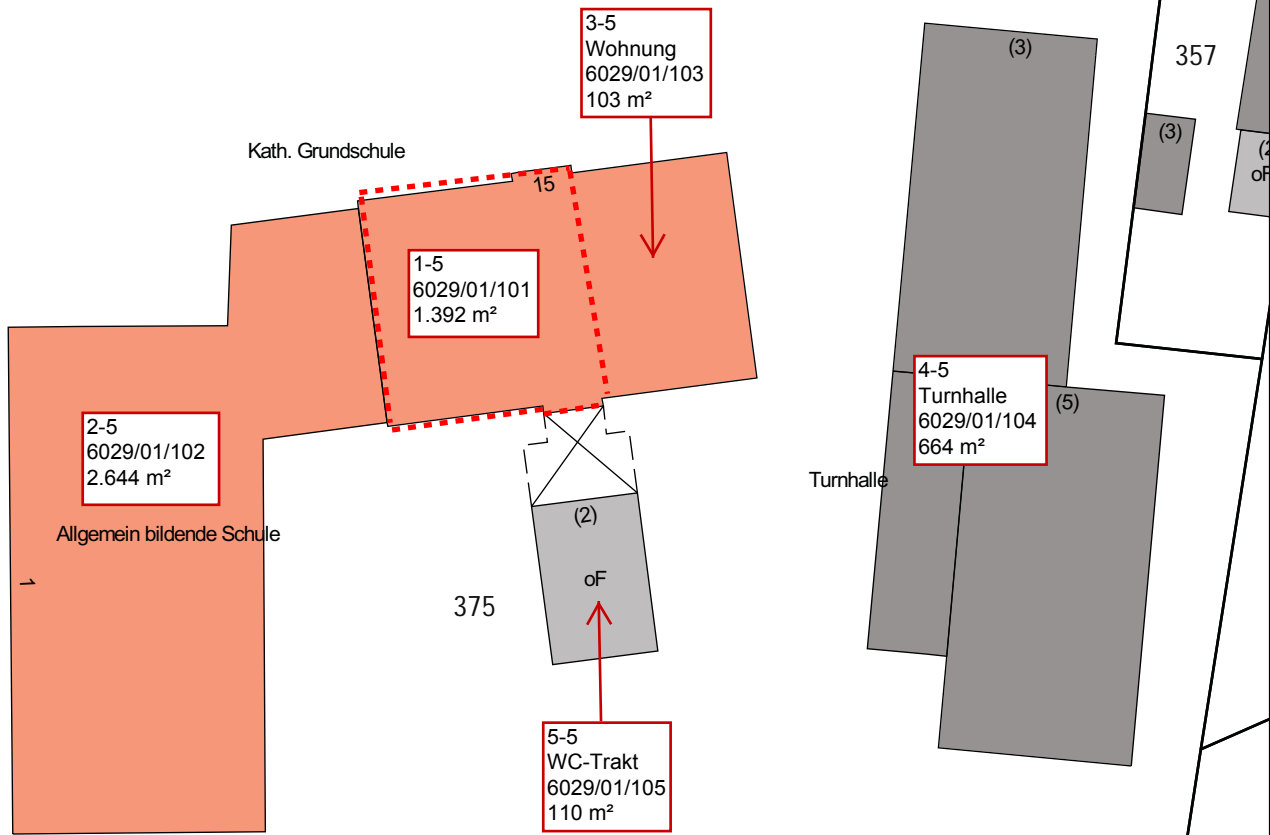 3-5
Wohnung
6029/01/103
103 m²
(3)
357
(3)
(2
oF
Kath. Grundschule
15
1-5
6029/01/101
1.392 m²
4-5
Turnhalle
6029/01/104
664 m²
(5)
2-5
6029/01/102
2.644 m²
Turnhalle
Allgemein bildende Schule
(2)
1
oF
375
5-5
WC-Trakt
6029/01/105
110 m²